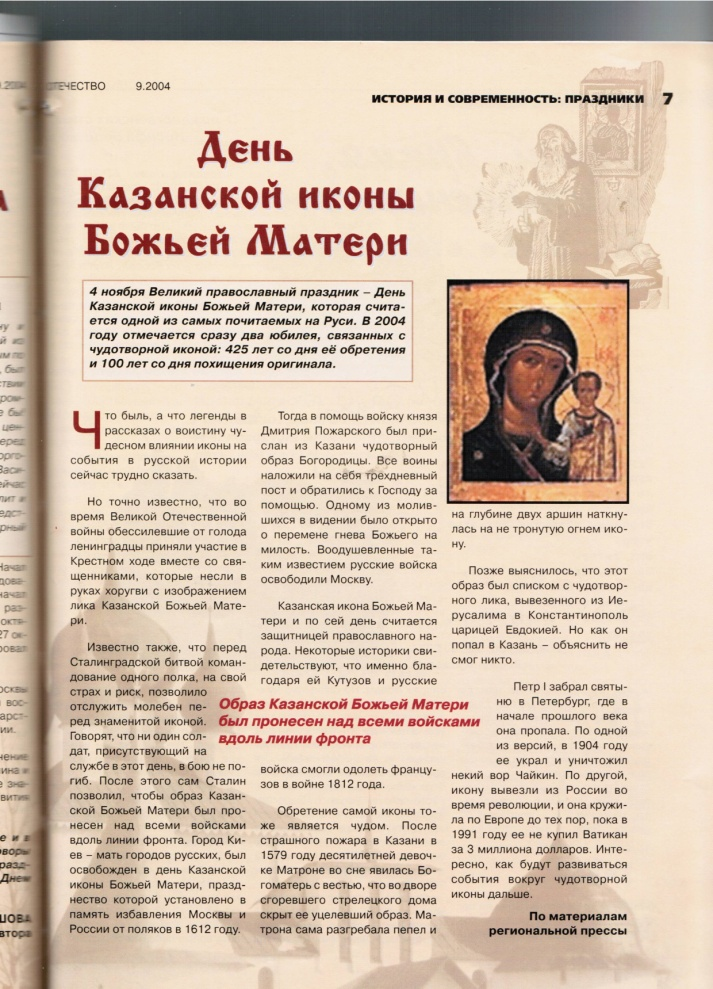 9.2004
ОТЕЧЕСТВО 9.2004
ИСТОРИЯ И СОВРЕМЕННОСТЬ: ПРАЗДНИКИ 7
День
Казанской иконы
Божьей Матери
4 ноября Великий православный праздник – День
Казанской иконы Божьей Матери, которая счита-
ется одной из самых почитаемых на Руси. В 2004
году отмечается сразу два юбилея, связанных с
чудотворной иконой: 425 лет со дня её обретения
и 100 лет со дня похищения оригинала.
Что быль, а что легенды в
рассказах о воистину чу-
десном влиянии иконы на
события в русской истории
сейчас трудно сказать.
Но точно известно, что во
время Великой Отечественной
войны обессилевшие от голода
ленинградцы приняли участие в
Крестном ходе вместе со свя-
щенниками, которые несли в
руках хоругви с изображением
лика Казанской Божьей Мате-
ри.
Известно также, что перед
Сталинградской битвой коман-
дование одного полка, на свой
страх и риск, позволило
отслужить молебен пе-
ред знаменитой иконой.
Говорят, что ни один сол-
дат, присутствующий на
службе в этот день, в бою не по-
гиб. После этого сам Сталин
позволил, чтобы образ Казан-
ской Божьей Матери был про-
несен над всеми войсками
вдоль линии фронта. Город Ки-
ев – мать городов русских, был
освобожден в день Казанской
иконы Божьей Матери, празд-
нество которой установлено в
память избавления Москвы и
России от поляков в 1612 году.
Тогда в помощь войску князя
Дмитрия Пожарского был при-
слан из Казани чудотворный
образ Богородицы. Все воины
наложили на себя трехдневный
пост и обратились к Господу за
помощью. Одному из молив-
шихся в видении было открыто
о перемене гнева Божьего на
милость. Воодушевленные та-
ким известием русские войска
освободили Москву.
Казанская икона Божьей Ма-
тери и по сей день считается
защитницей православного на-
рода. Некоторые историки сви-
детельствуют, что именно бла-
годаря ей Кутузов и русские
Образ Казанской Божьей Матери
был пронесен над всеми войсками
вдоль линии фронта
войска смогли одолеть францу-
зов в войне 1812 года.
Обретение самой иконы то-
же является чудом. После
страшного пожара в Казани в
1579 году десятилетней девоч-
ке Матроне во сне явилась Бо-
гоматерь с вестью, что во дворе
сгоревшего стрелецкого дома
скрыт ее уцелевший образ. Ма-
трона сама разгребала пепел и
на глубине двух аршин наткну-
лась на не тронутую огнем ико-
ну.
Позже выяснилось, что этот
образ был списком с чудотвор-
ного лика, вывезенного из Ие-
русалима в Константинополь
царицей Евдокией. Но как он
попал в Казань – объяснить не
смог никто.
Петр I забрал святы-
ню в Петербург, где в
начале прошлого века
она пропала. По одной
из версий, в 1904 году
ее украл и уничтожил
некий вор Чайкин. По другой,
икону вывезли из России во
время революции, и она кружи-
ла по Европе до тех пор, пока в
1991 году ее не купил Ватикан
за 3 миллиона долларов. Инте-
ресно, как будут развиваться
события вокруг чудотворной
иконы дальше.
По материалам
региональной прессы